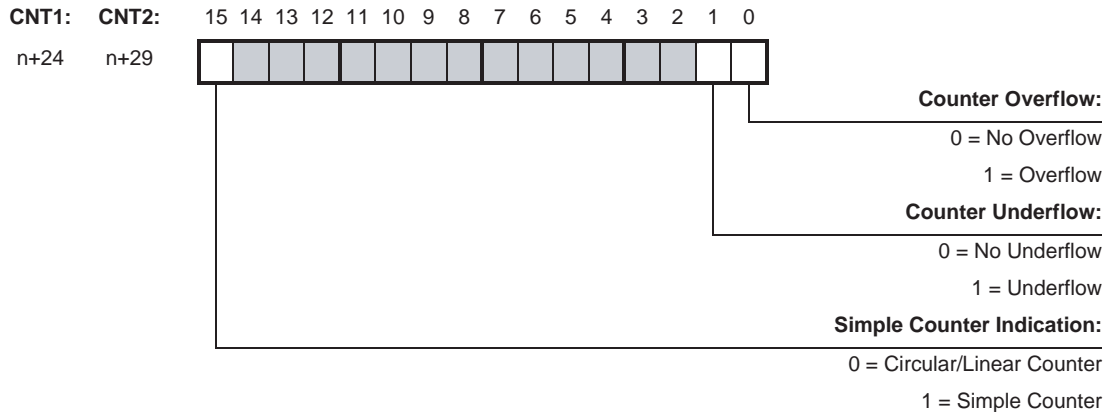 CNT1: CNT2: 15 14 13 12 11 10 9 8 7 6 5 4 3 2 1 0
n+24 n+29
Counter Overflow:
0 = No Overflow
1 = Overflow
Counter Underflow:
0 = No Underflow
1 = Underflow
Simple Counter Indication:
0 = Circular/Linear Counter
1 = Simple Counter